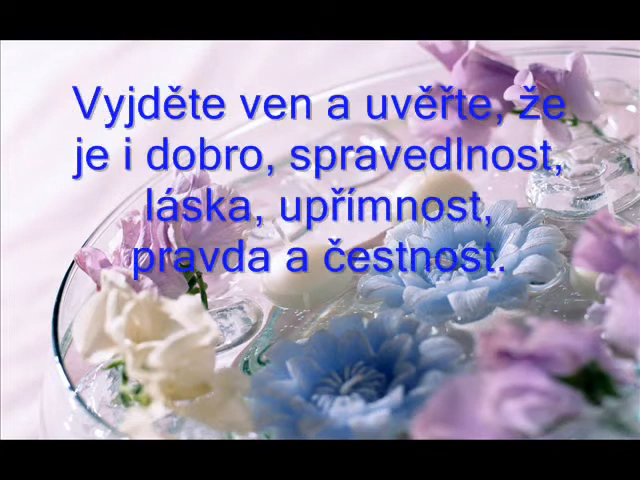 Vyjděte ven a uvěřte, že
je i dobro, spravedlnost,
láska, upřímnost,
pravda a čestnost.